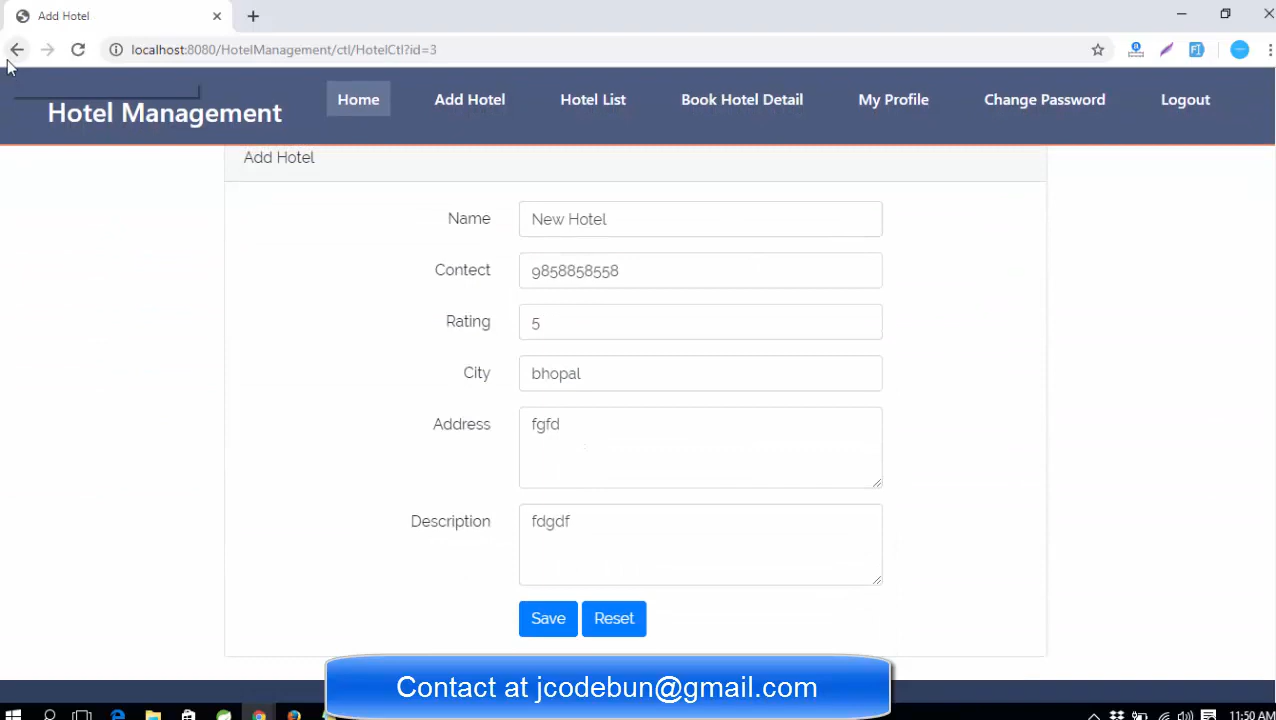 Add Hotel
localhost:8080/HotelManagement/ctl/HotelCtl?id=3
Hotel Management
Home
Add Hotel
Hotel List
Book Hotel Detail
My Profile
Change Password
Logout
Add Hotel
Name
New Hotel
Contect
9858858558
Rating
5
City
bhopal
Address
fgfd
Description
fdgdf
Save
Reset
Contact at jcodebun@gmail.com
11:50 AM